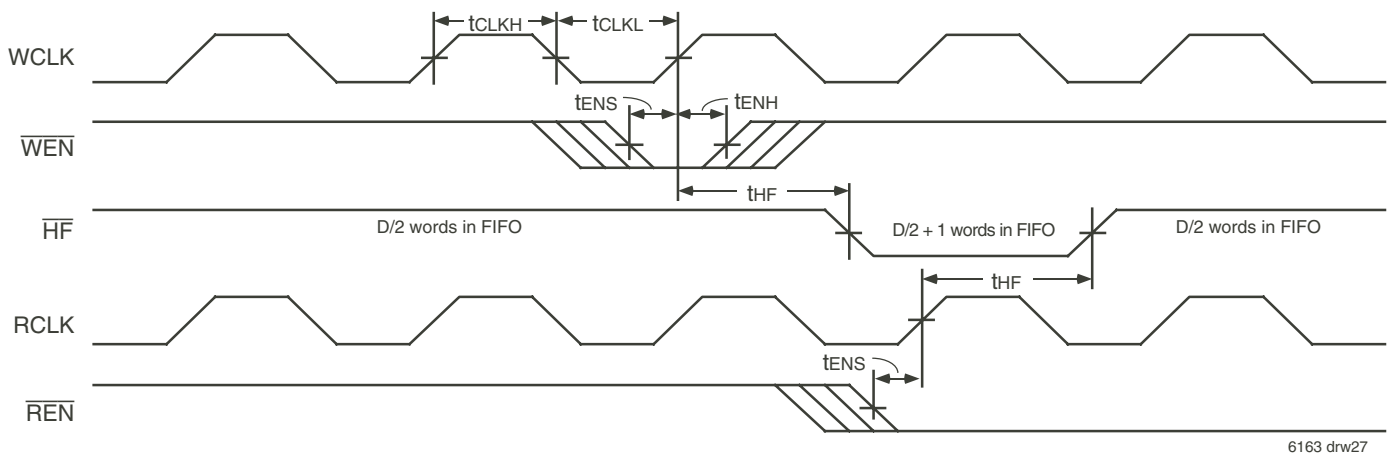 tCLKH tCLKL
WCLK
tENS tENH
WEN
tHF
HF D/2 words in FIFO D/2 + 1 words in FIFO D/2 words in FIFO
tHF
RCLK
tENS
REN
6163 drw27